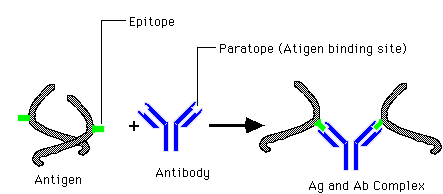 Epitope
Paratope (Atigen binding site)
+
Antigen
Antibody
Ag and Ab Complex